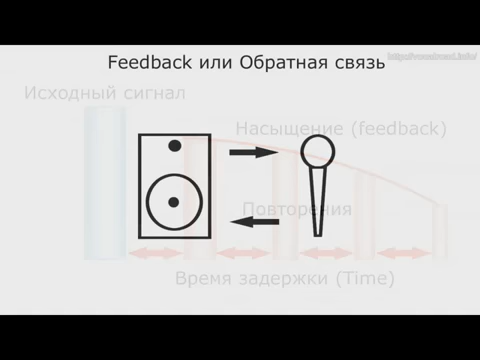 Feedback или Обратная связь
Исходный сигнал
Насыщение (feedback)
Повторения
Время задержки (Time)